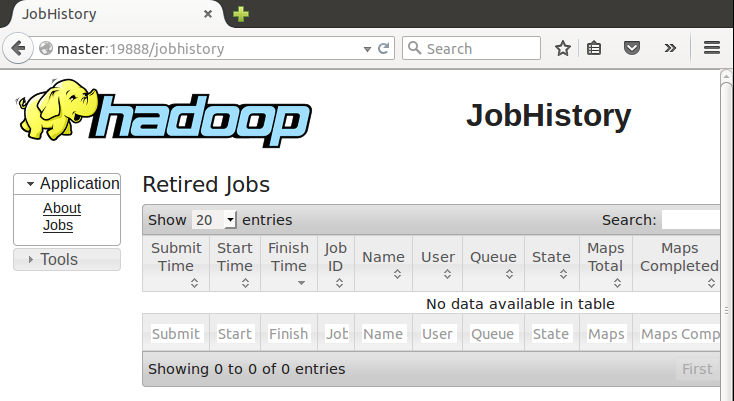 JobHistory
master:19888/jobhistory
Search
hadoop
JobHistory
Application
About
Jobs
Tools
Retired Jobs
Show 20 entries
Search:
Submit Time
Start Time
Finish Time
Job ID
Name
User
Queue
State
Maps Total
Maps Completed
No data available in table
Submit
Start
Finish
Job
Name
User
Queue
State
Maps
Maps Comp
Showing 0 to 0 of 0 entries
First